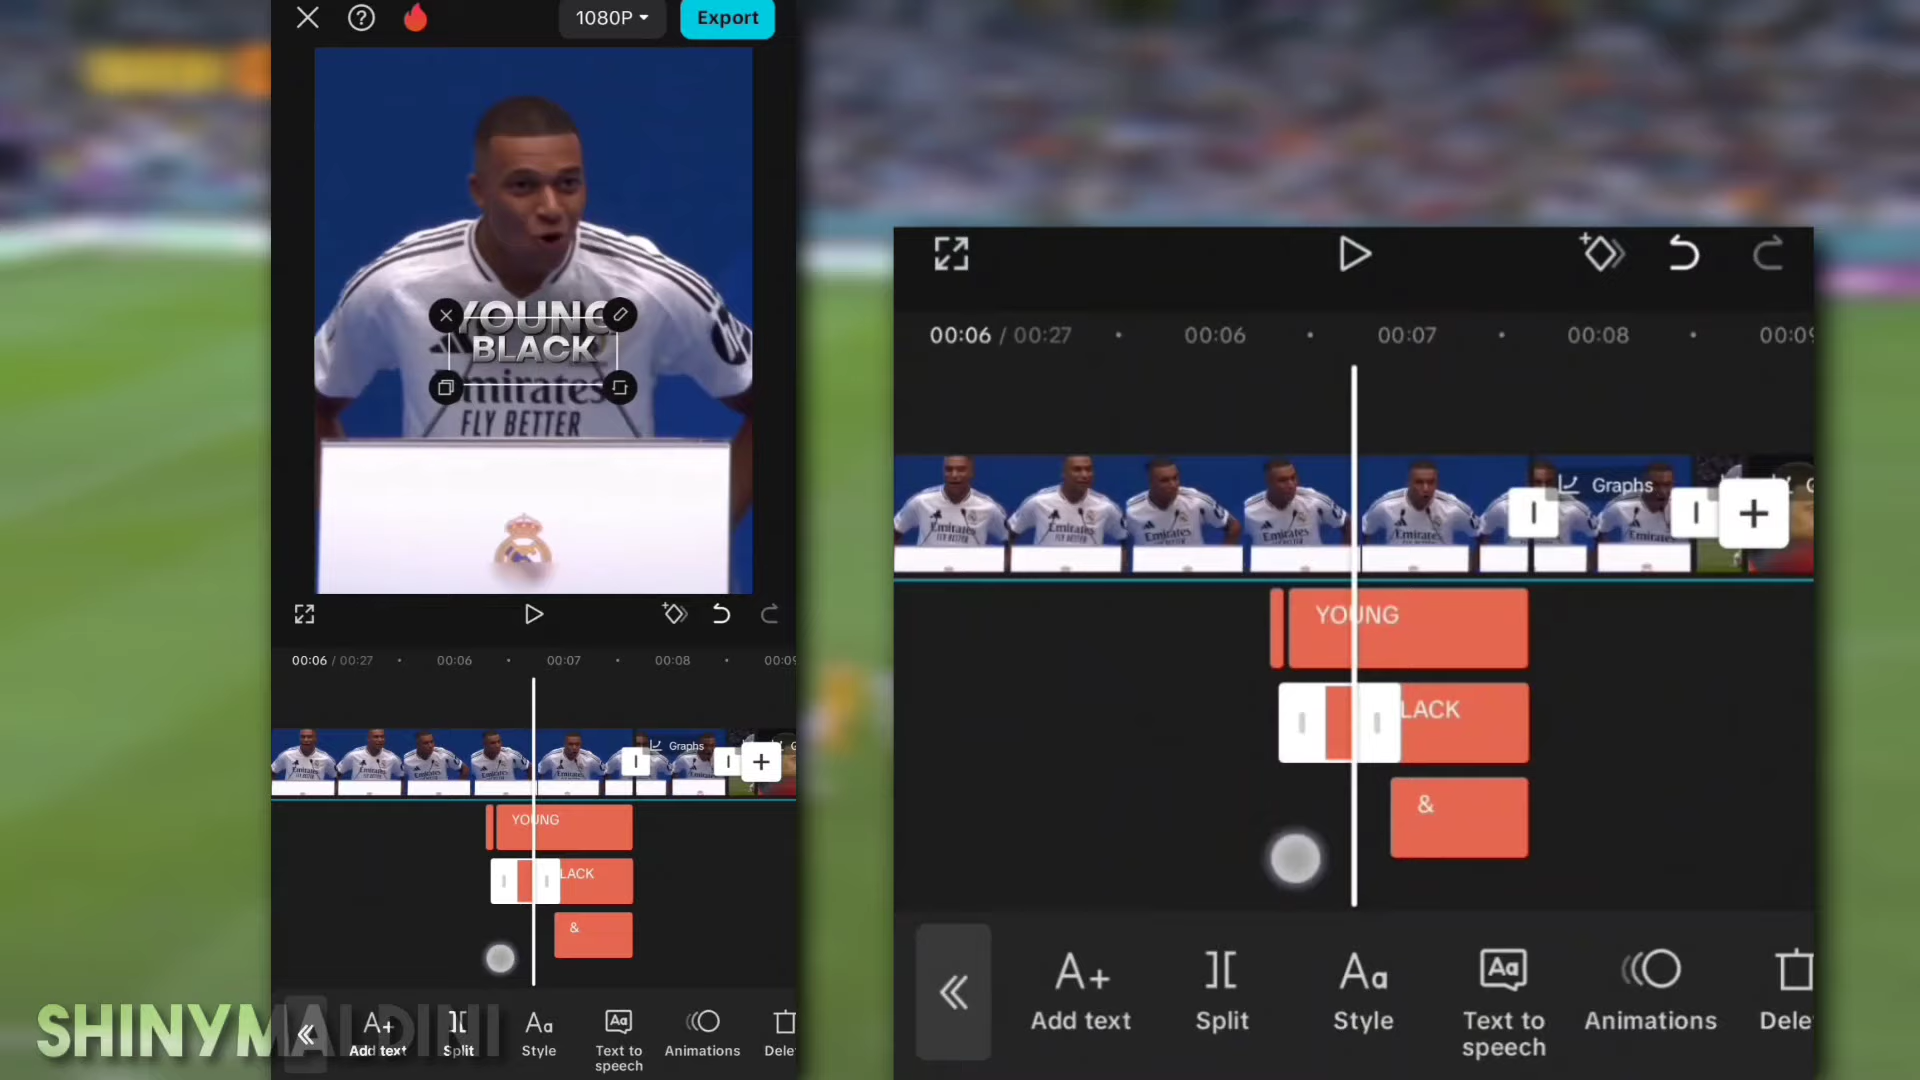 1080P
Export
YOUNG
BLACK
Emirates
FLY BETTER
00:06 / 00:27
00:06
00:07
00:08
Graphs
YOUNG
LACK
&
Add text
Split
Style
Text to
speech
Animations
Dele
00:06 / 00:27
00:06
00:07
00:08
Graphs
YOUNG
LACK
&
Add text
Split
Style
Text to
speech
Animations
Dele
SHINYMALDINI